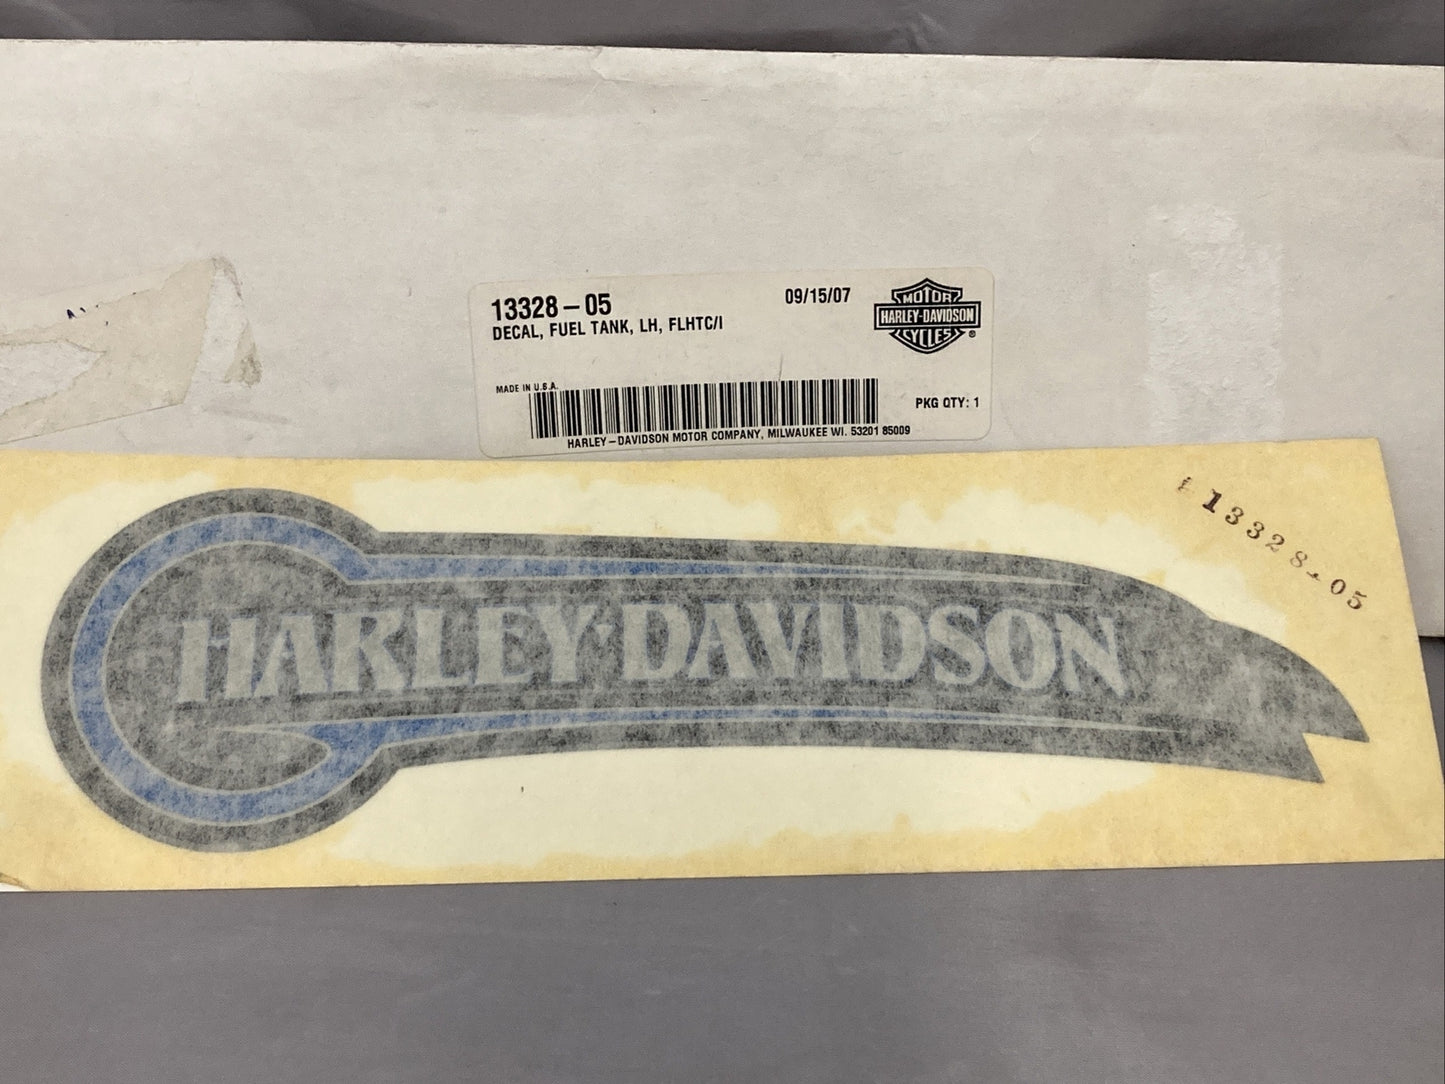 13328-05
DECAL, FUEL TANK, LH, FLHTC/I
09/15/07
MOTOR
HARLEY-DAVIDSON
CYCLES
®
MADE IN U.S.A.
PKG QTY: 1
HARLEY-DAVIDSON MOTOR COMPANY, MILWAUKEE WI. 53201 85009
13328-05
HARLEY-DAVIDSON